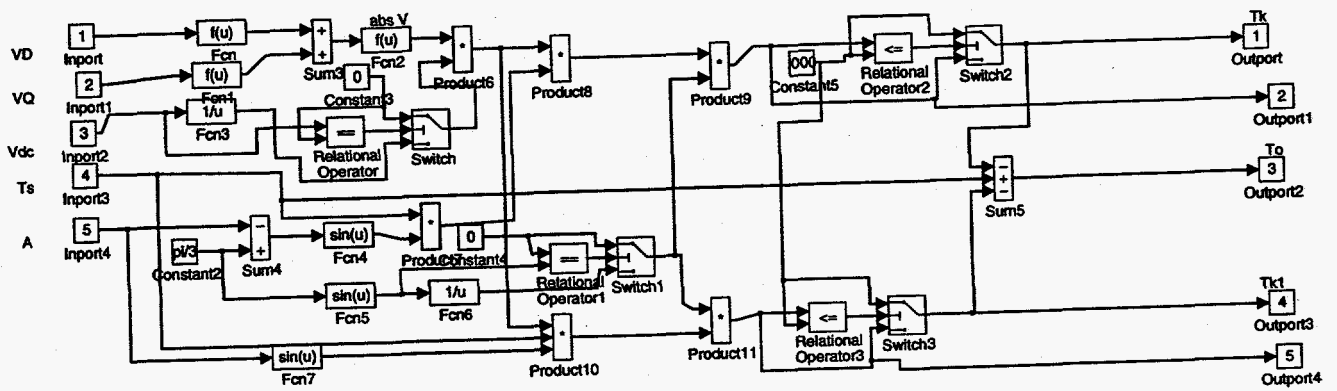 VD
1
Inport
f(u)
Fcn
+
+
Sum3
abs V
f(u)
Fcn2
*
Product6
*
Product8
*
Product9
000
Constant5
<=
Relational
Operator2
Switch2
Tk
1
Outport
VQ
2
Inport1
f(u)
Fcn1
0
Constant3
2
Outport1
Vdc
3
Inport2
1/u
Fcn3
==
Relational
Operator
Switch
Ts
4
Inport3
−
+
−
Sum5
To
3
Outport2
A
5
Inport4
pi/3
Constant2
−
+
Sum4
sin(u)
Fcn4
*
Product7
0
Constant4
==
Relational
Operator1
Switch1
sin(u)
Fcn5
1/u
Fcn6
*
Product10
*
Product11
<=
Relational
Operator3
Switch3
Tk1
4
Outport3
sin(u)
Fcn7
5
Outport4